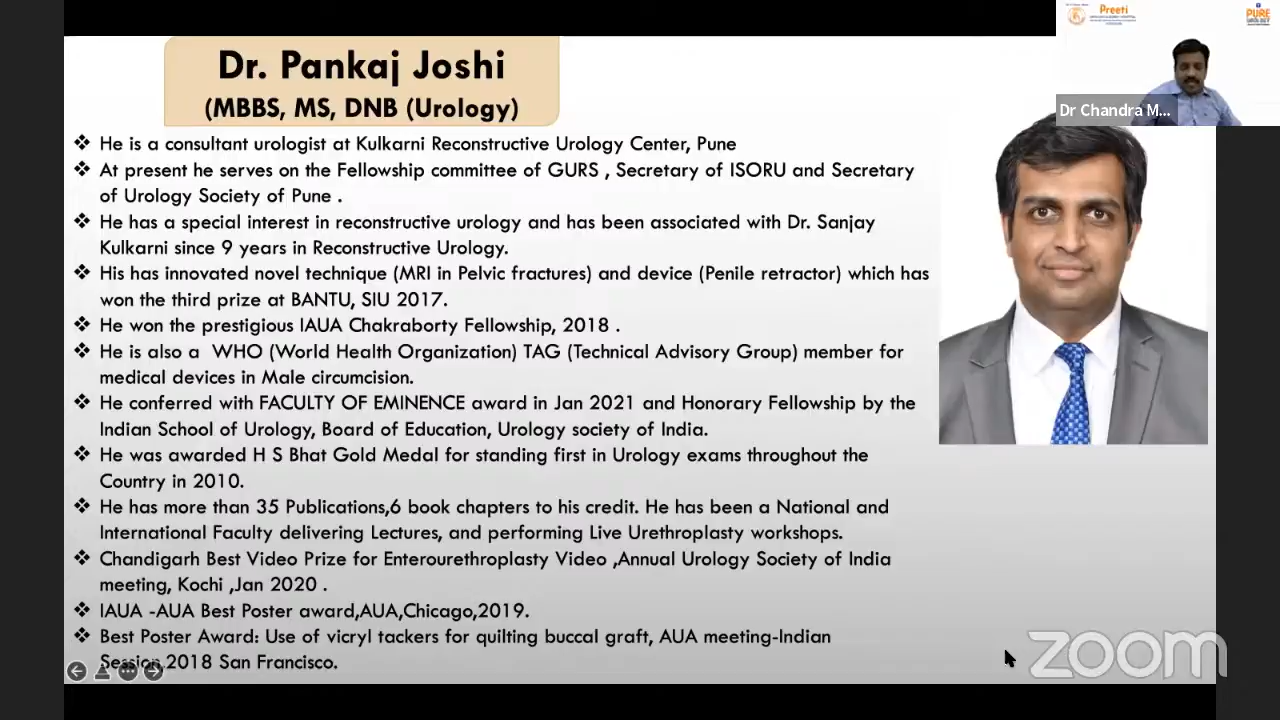 Preeti
PURE
UROLOGY
Dr Chandra M...
Dr. Pankaj Joshi
(MBBS, MS, DNB (Urology)
❖ He is a consultant urologist at Kulkarni Reconstructive Urology Center, Pune
❖ At present he serves on the Fellowship committee of GURS , Secretary of ISORU and Secretary
of Urology Society of Pune .
❖ He has a special interest in reconstructive urology and has been associated with Dr. Sanjay
Kulkarni since 9 years in Reconstructive Urology.
❖ His has innovated novel technique (MRI in Pelvic fractures) and device (Penile retractor) which has
won the third prize at BANTU, SIU 2017.
❖ He won the prestigious IAUA Chakraborty Fellowship, 2018 .
❖ He is also a WHO (World Health Organization) TAG (Technical Advisory Group) member for
medical devices in Male circumcision.
❖ He conferred with FACULTY OF EMINENCE award in Jan 2021 and Honorary Fellowship by the
Indian School of Urology, Board of Education, Urology society of India.
❖ He was awarded H S Bhat Gold Medal for standing first in Urology exams throughout the
Country in 2010.
❖ He has more than 35 Publications,6 book chapters to his credit. He has been a National and
International Faculty delivering Lectures, and performing Live Urethroplasty workshops.
❖ Chandigarh Best Video Prize for Enterourethroplasty Video ,Annual Urology Society of India
meeting, Kochi ,Jan 2020 .
❖ IAUA -AUA Best Poster award,AUA,Chicago,2019.
❖ Best Poster Award: Use of vicryl tackers for quilting buccal graft, AUA meeting-Indian
Session,2018 San Francisco.
zoom